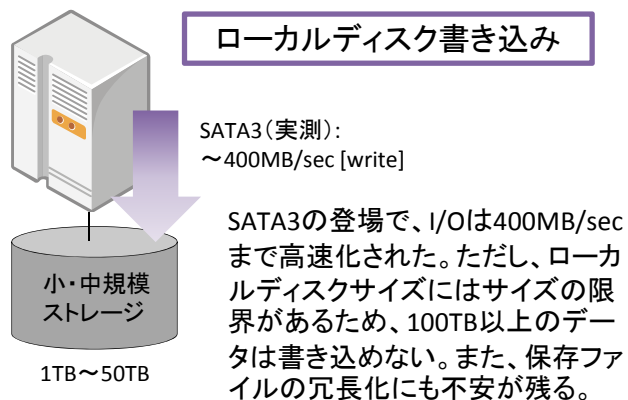 ローカルディスク書き込み
SATA3(実測):
~400MB/sec [write]
SATA3の登場で、I/Oは400MB/sec
まで高速化された。ただし、ローカ
ルディスクサイズにはサイズの限
界があるため、100TB以上のデー
タは書き込めない。また、保存ファ
イルの冗長化にも不安が残る。
小・中規模
ストレージ
1TB~50TB